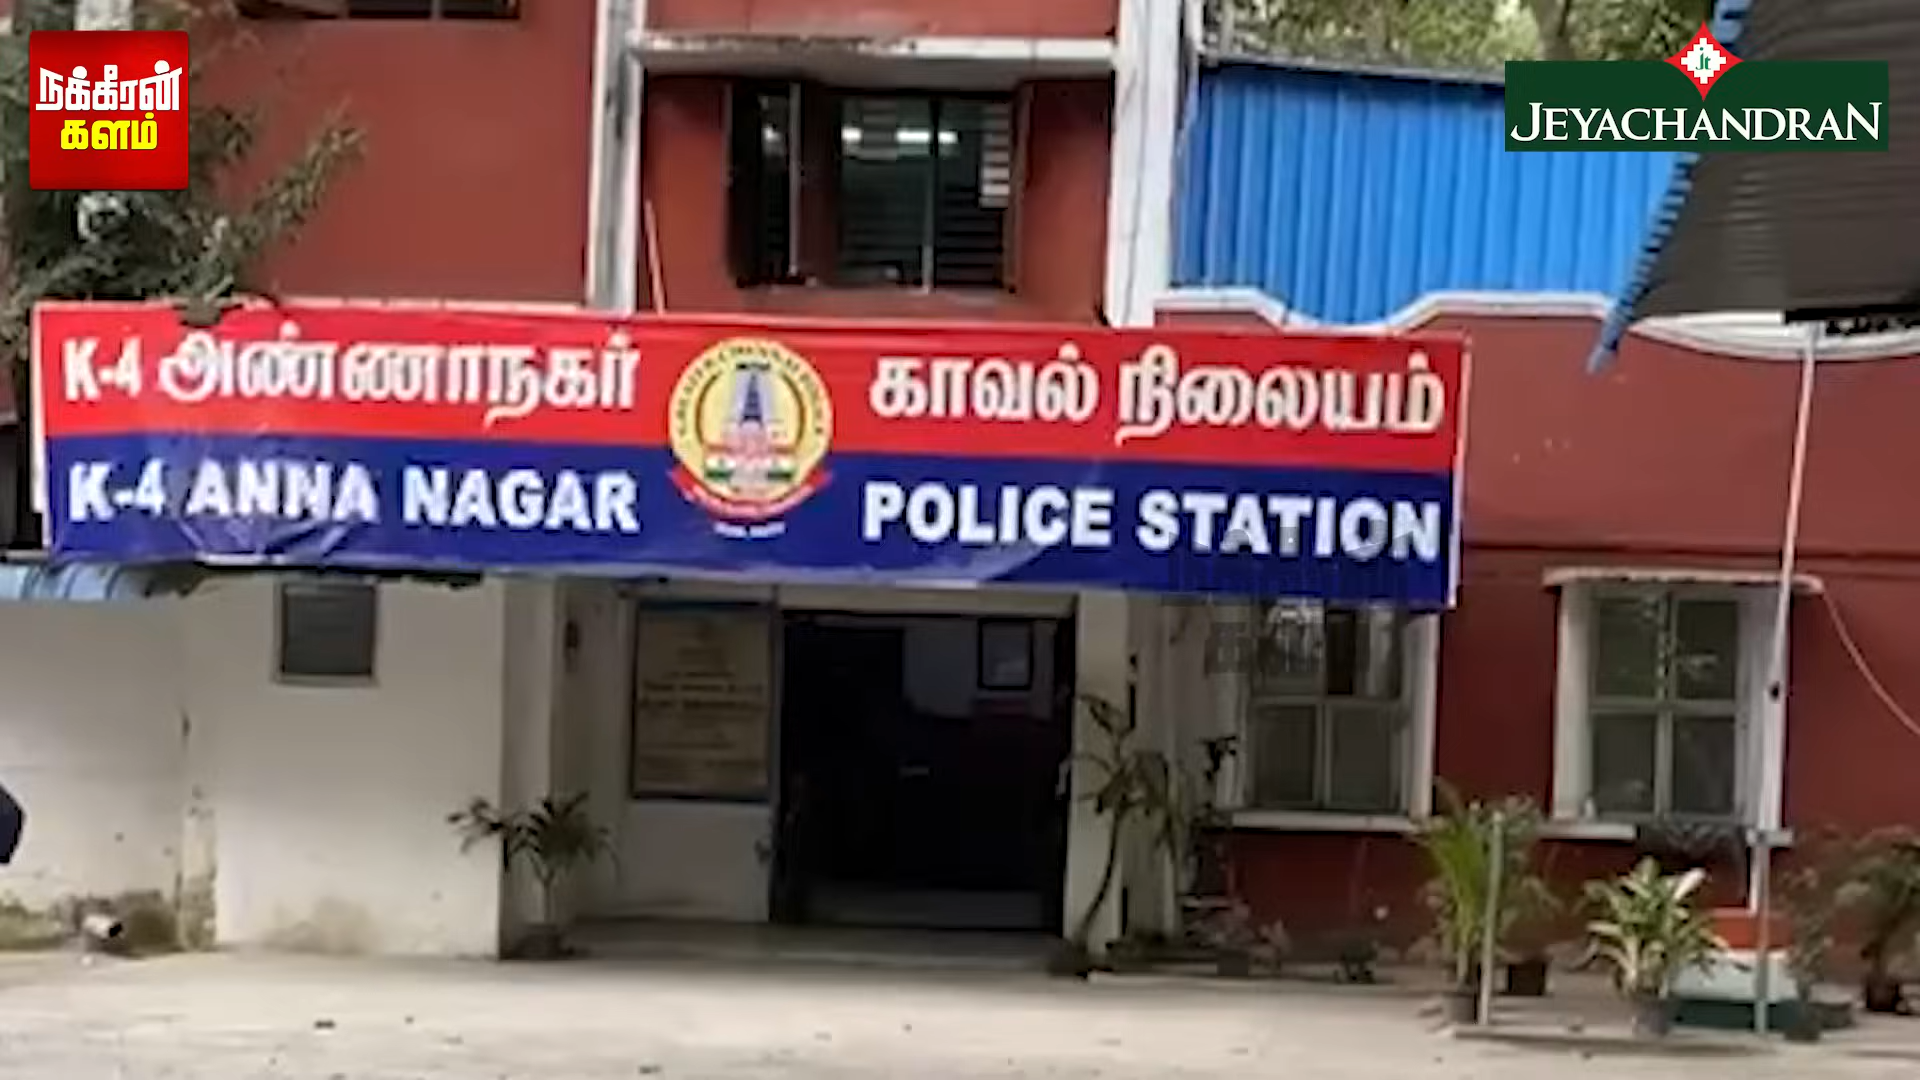 நக்கீரன்
களம்
JEYACHANDRAN
K-4 அண்ணாநகர் காவல் நிலையம்
K-4 ANNA NAGAR POLICE STATION